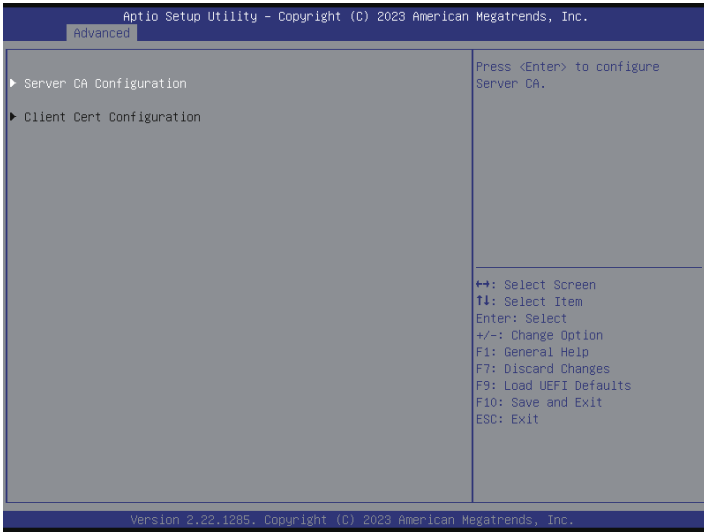 Aptio Setup Utility – Copyright (C) 2023 American Megatrends, Inc.
Advanced
Server CA Configuration
Client Cert Configuration
Press <Enter> to configure
Server CA.
↔: Select Screen
↑↓: Select Item
Enter: Select
+/-: Change Option
F1: General Help
F7: Discard Changes
F9: Load UEFI Defaults
F10: Save and Exit
ESC: Exit
Version 2.22.1285. Copyright (C) 2023 American Megatrends, Inc.